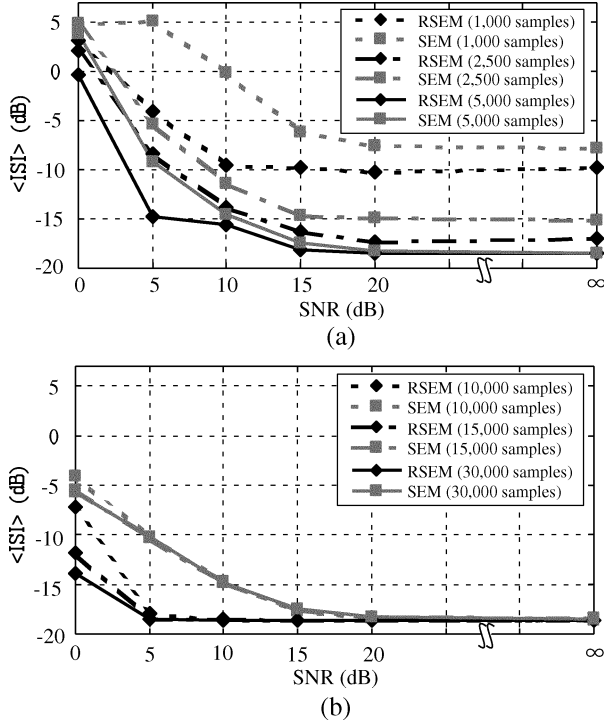 5
0
-5
-10
-15
-20
<ISI> (dB)
RSEM (1,000 samples)
SEM (1,000 samples)
RSEM (2,500 samples)
SEM (2,500 samples)
RSEM (5,000 samples)
SEM (5,000 samples)
0 5 10 15 20 ∞
SNR (dB)
(a)
5
0
-5
-10
-15
-20
<ISI> (dB)
RSEM (10,000 samples)
SEM (10,000 samples)
RSEM (15,000 samples)
SEM (15,000 samples)
RSEM (30,000 samples)
SEM (30,000 samples)
0 5 10 15 20 ∞
SNR (dB)
(b)